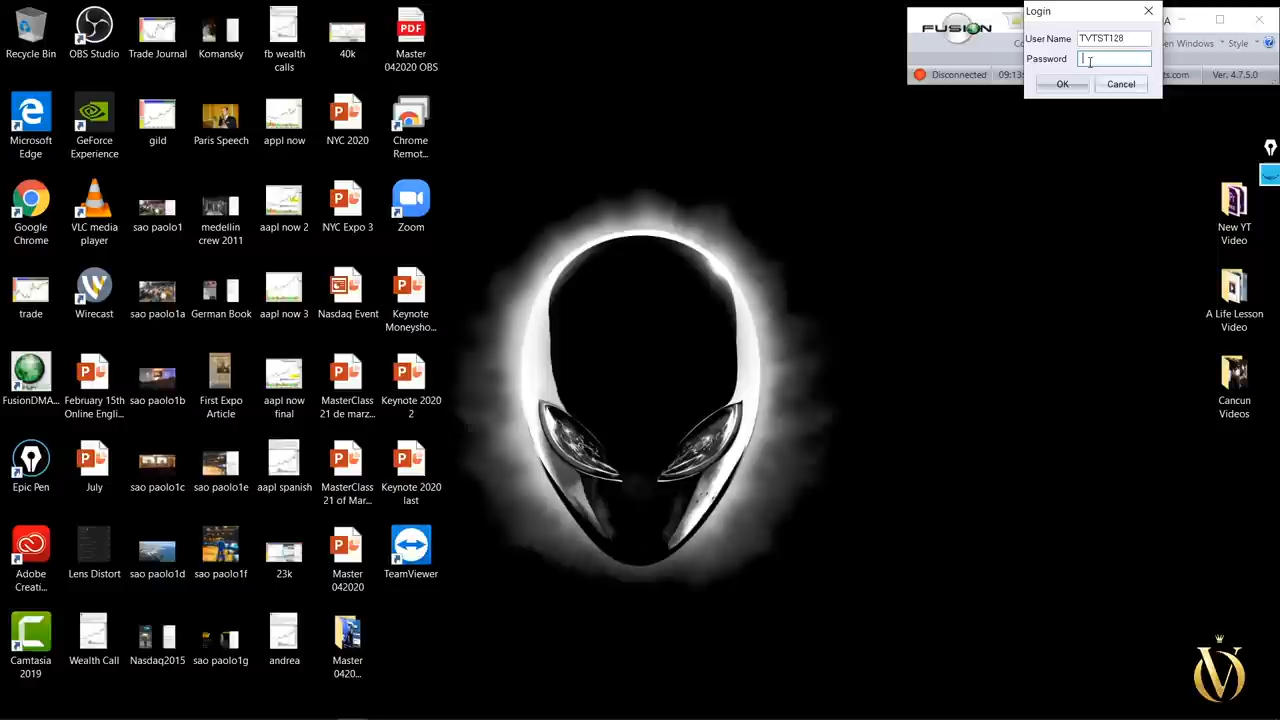 Recycle Bin
OBS Studio
Trade Journal
Komansky
fb wealth
calls
40k
Master
042020 OBS
Microsoft
Edge
GeForce
Experience
gild
Paris Speech
appl now
NYC 2020
Chrome
Remot...
Google
Chrome
VLC media
player
sao paolo1
medellin
crew 2011
aapl now 2
NYC Expo 3
Zoom
trade
Wirecast
sao paolo1a
German Book
aapl now 3
Nasdaq Event
Keynote
Moneysho...
FusionDMA...
February 15th
Online Engli...
sao paolo1b
First Expo
Article
aapl now
final
MasterClass
21 de marz...
Keynote 2020
2
Epic Pen
July
sao paolo1c
sao paolo1e
aapl spanish
MasterClass
21 of Mar...
Keynote 2020
last
Adobe
Creati...
Lens Distort
sao paolo1d
sao paolo1f
23k
Master
042020
TeamViewer
Camtasia
2019
Wealth Call
Nasdaq2015
sao paolo1g
andrea
Master
0420...
PDF
FUSION
Login
User Name TVTST128
Password
OK Cancel
Windows Style
Disconnected 09:13:
ts.com Ver. 4.7.5.0
New YT
Video
A Life Lesson
Video
Cancun
Videos